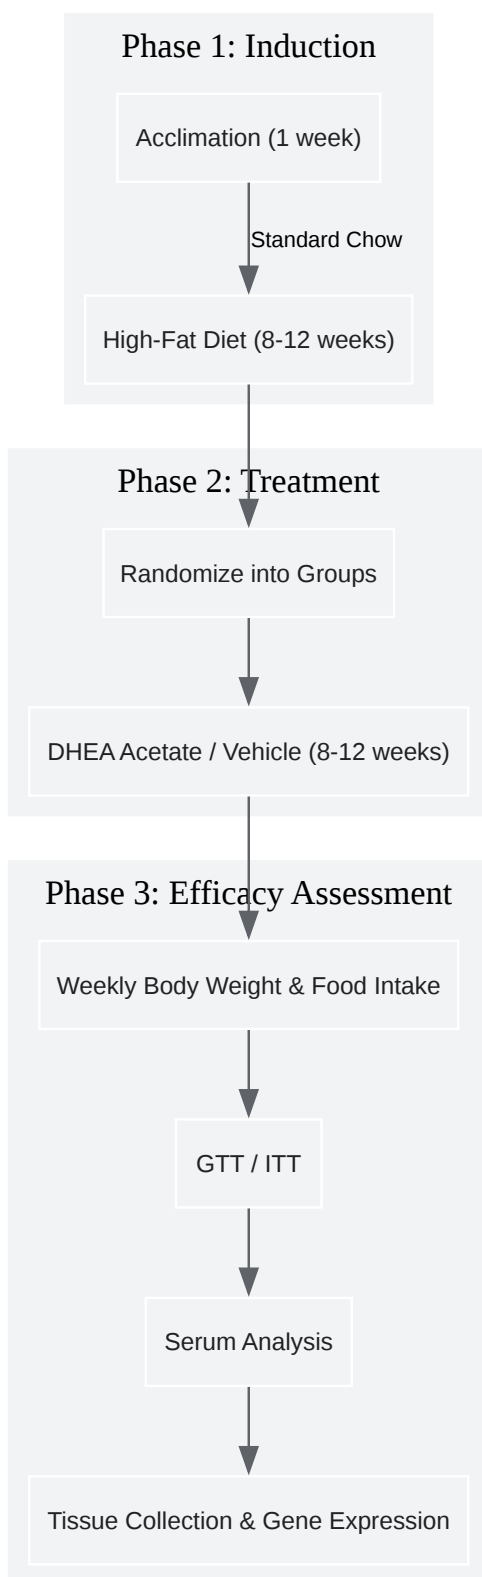 Phase 1: Induction
Acclimation (1 week)
Standard Chow
High-Fat Diet (8-12 weeks)
Phase 2: Treatment
Randomize into Groups
DHEA Acetate / Vehicle (8-12 weeks)
Phase 3: Efficacy Assessment
Weekly Body Weight & Food Intake
GTT / ITT
Serum Analysis
Tissue Collection & Gene Expression